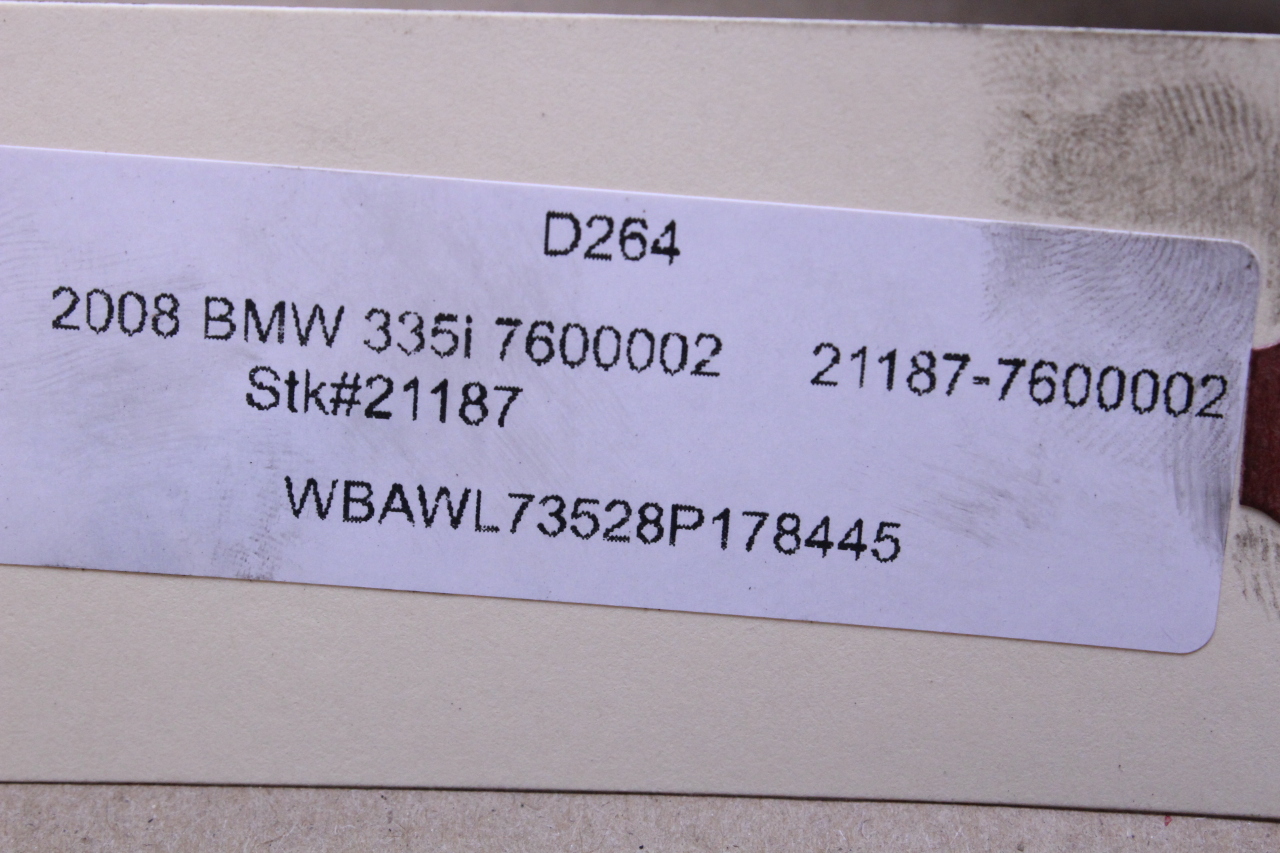 D264
2008 BMW 335i 7600002 21187-7600002
Stk#21187
WBAWL73528P178445